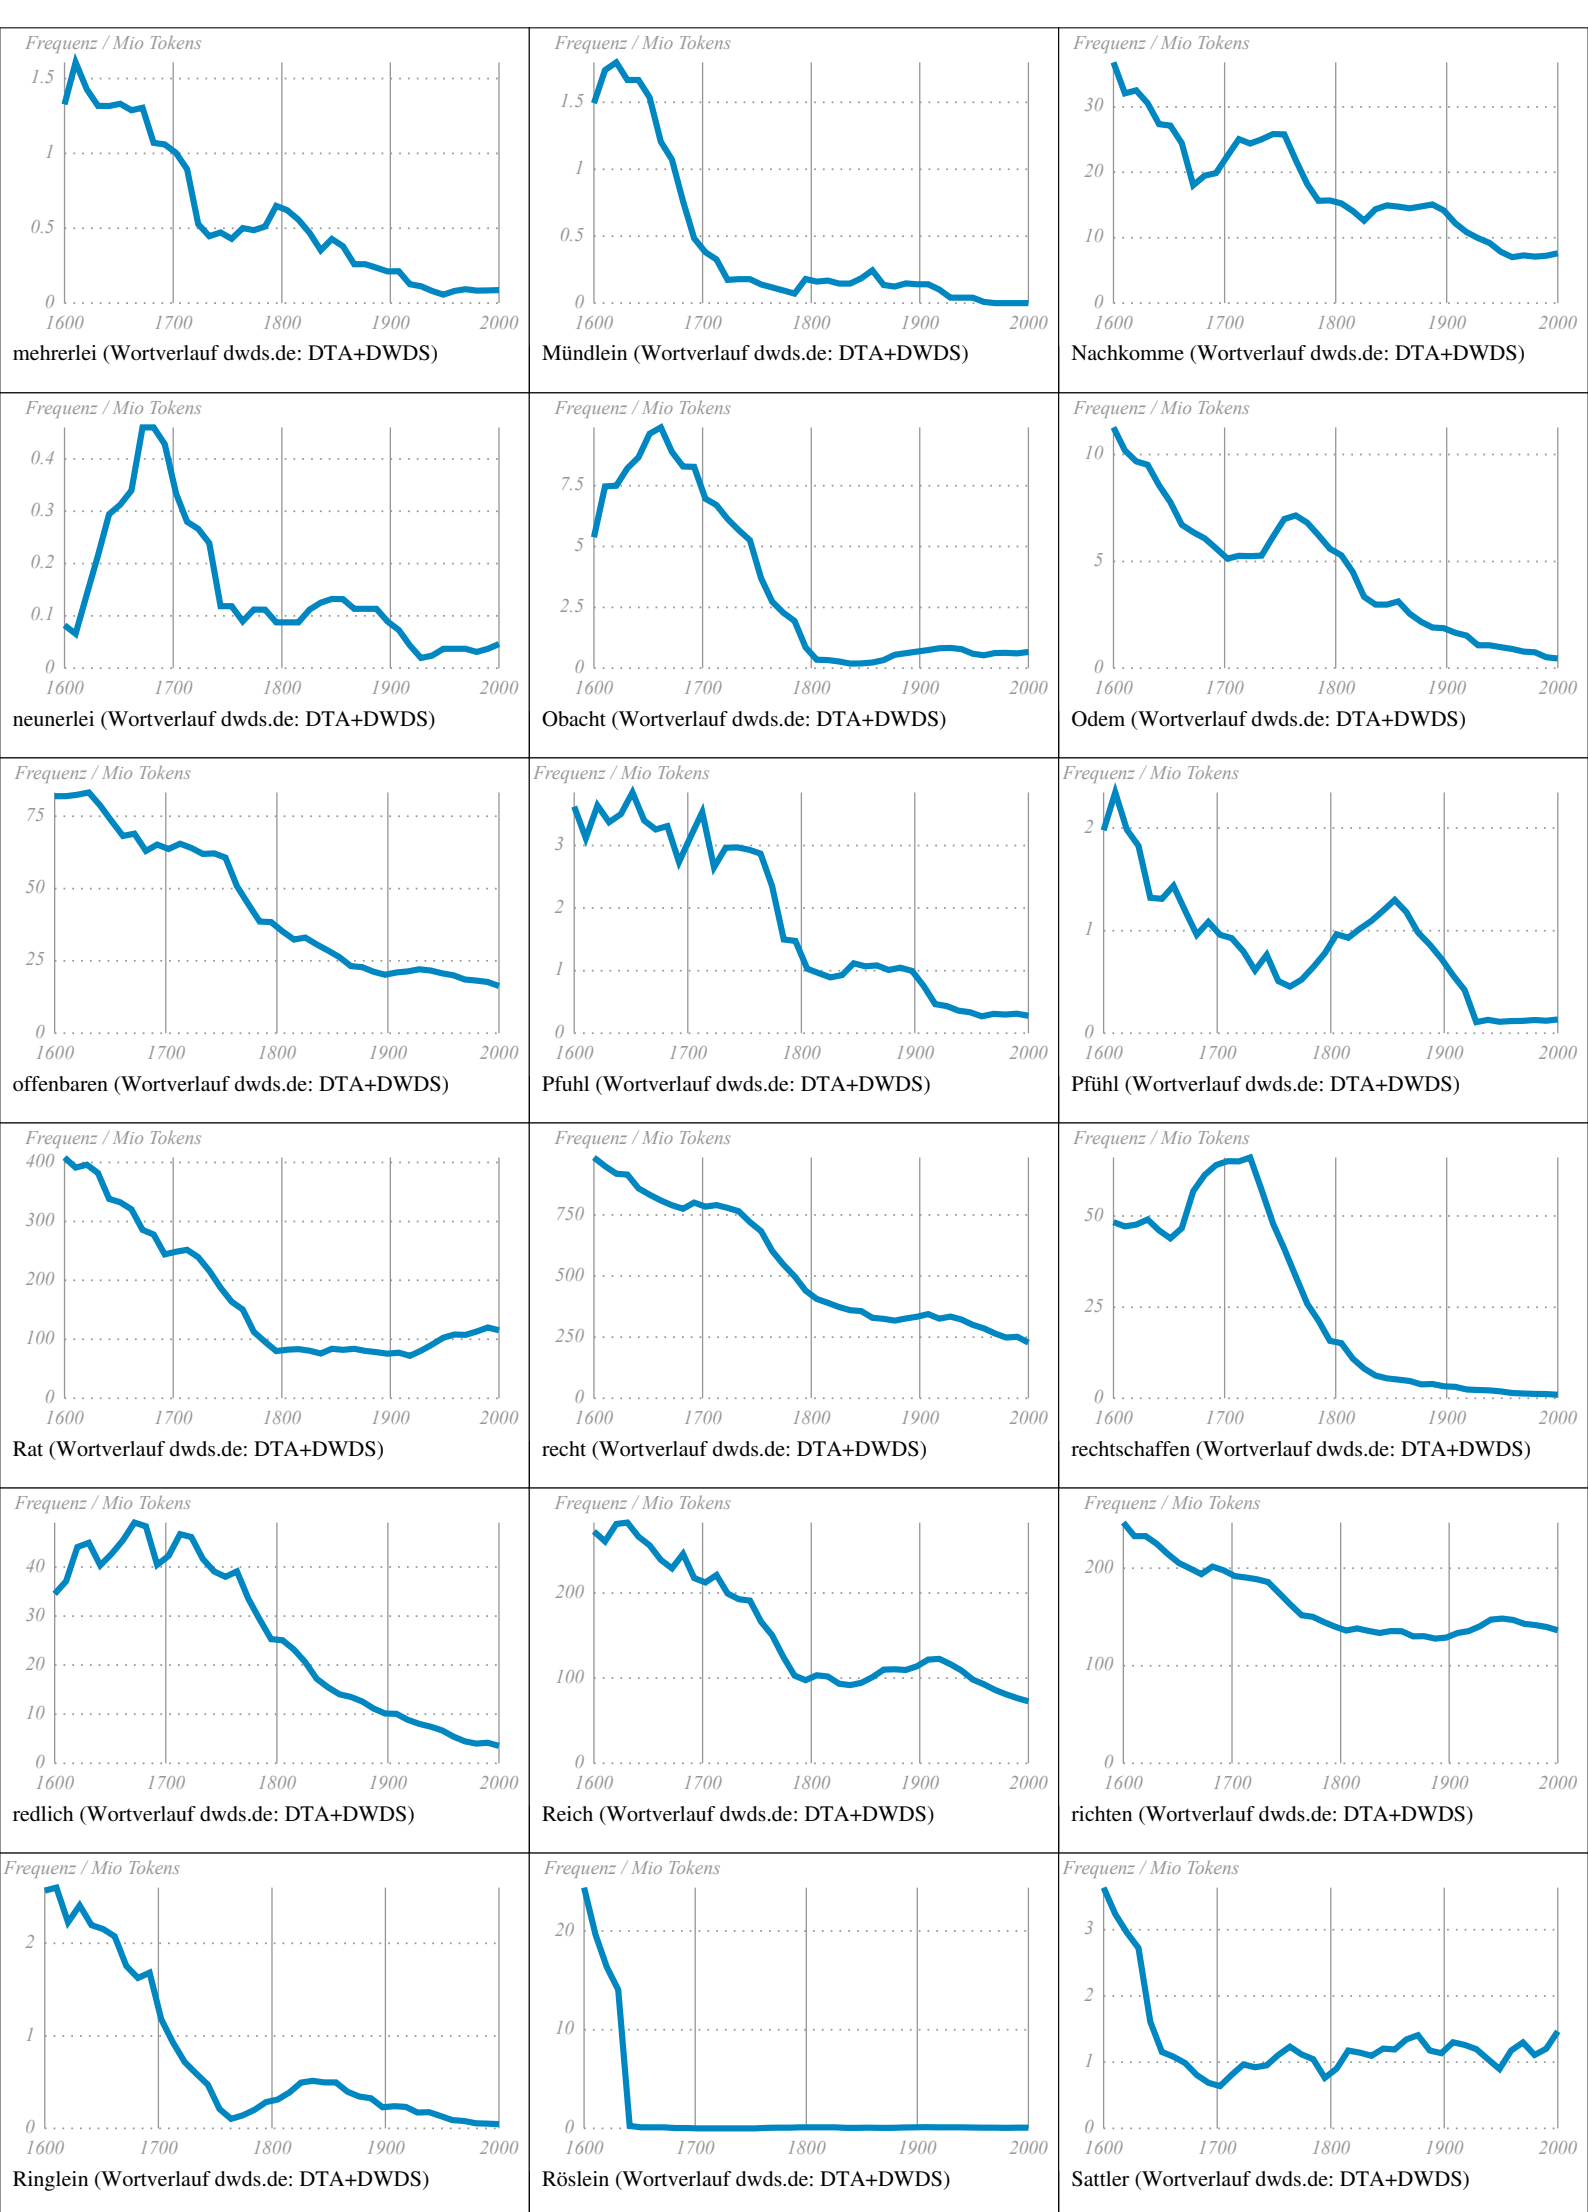 Frequenz / Mio Tokens
1.5
1
0.5
0
1600 1700 1800 1900 2000
mehrerlei (Wortverlauf dwds.de: DTA+DWDS)
Frequenz / Mio Tokens
1.5
1
0.5
0
1600 1700 1800 1900 2000
Mündlein (Wortverlauf dwds.de: DTA+DWDS)
Frequenz / Mio Tokens
30
20
10
0
1600 1700 1800 1900 2000
Nachkomme (Wortverlauf dwds.de: DTA+DWDS)
Frequenz / Mio Tokens
0.4
0.3
0.2
0.1
0
1600 1700 1800 1900 2000
neunerlei (Wortverlauf dwds.de: DTA+DWDS)
Frequenz / Mio Tokens
7.5
5
2.5
0
1600 1700 1800 1900 2000
Obacht (Wortverlauf dwds.de: DTA+DWDS)
Frequenz / Mio Tokens
10
5
0
1600 1700 1800 1900 2000
Odem (Wortverlauf dwds.de: DTA+DWDS)
Frequenz / Mio Tokens
75
50
25
0
1600 1700 1800 1900 2000
offenbaren (Wortverlauf dwds.de: DTA+DWDS)
Frequenz / Mio Tokens
3
2
1
0
1600 1700 1800 1900 2000
Pfuhl (Wortverlauf dwds.de: DTA+DWDS)
Frequenz / Mio Tokens
2
1
0
1600 1700 1800 1900 2000
Pfühl (Wortverlauf dwds.de: DTA+DWDS)
Frequenz / Mio Tokens
400
300
200
100
0
1600 1700 1800 1900 2000
Rat (Wortverlauf dwds.de: DTA+DWDS)
Frequenz / Mio Tokens
750
500
250
0
1600 1700 1800 1900 2000
recht (Wortverlauf dwds.de: DTA+DWDS)
Frequenz / Mio Tokens
50
25
0
1600 1700 1800 1900 2000
rechtschaffen (Wortverlauf dwds.de: DTA+DWDS)
Frequenz / Mio Tokens
40
30
20
10
0
1600 1700 1800 1900 2000
redlich (Wortverlauf dwds.de: DTA+DWDS)
Frequenz / Mio Tokens
200
100
0
1600 1700 1800 1900 2000
Reich (Wortverlauf dwds.de: DTA+DWDS)
Frequenz / Mio Tokens
200
100
0
1600 1700 1800 1900 2000
richten (Wortverlauf dwds.de: DTA+DWDS)
Frequenz / Mio Tokens
2
1
0
1600 1700 1800 1900 2000
Ringlein (Wortverlauf dwds.de: DTA+DWDS)
Frequenz / Mio Tokens
20
10
0
1600 1700 1800 1900 2000
Röslein (Wortverlauf dwds.de: DTA+DWDS)
Frequenz / Mio Tokens
3
2
1
0
1600 1700 1800 1900 2000
Sattler (Wortverlauf dwds.de: DTA+DWDS)